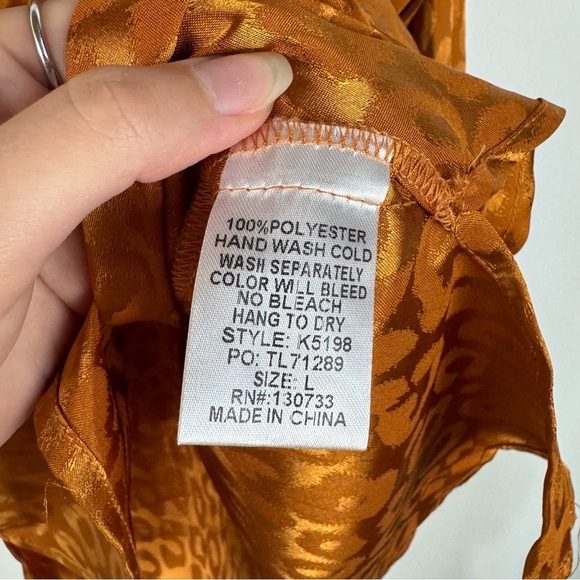 100%POLYESTER
HAND WASH COLD
WASH SEPARATELY
COLOR WILL BLEED
NO BLEACH
HANG TO DRY
STYLE: K5198
PO: TL71289
SIZE: L
RN#:130733
MADE IN CHINA